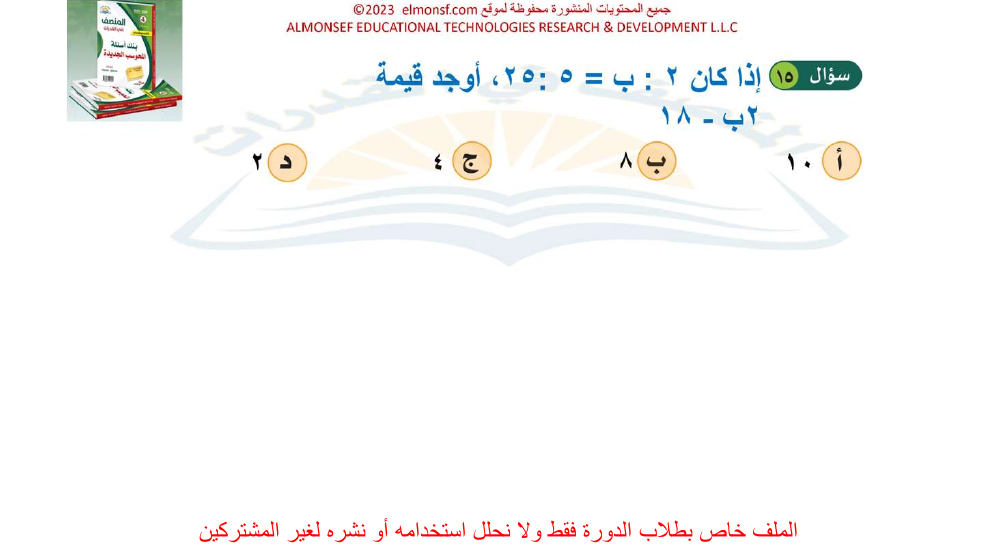 جميع المحتويات المنشورة محفوظة لموقع elmonsf.com ©2023
ALMONSEF EDUCATIONAL TECHNOLOGIES RESEARCH & DEVELOPMENT L.L.C
المنصف
بنك أسئلة
المحوسب الجديدة
سؤال ١٥ إذا كان ٢ : ب = ٥ :٢٥، أوجد قيمة
٢ب - ١٨
أ ١٠ ب ٨ ج ٤ د ٢
الملف خاص بطلاب الدورة فقط ولا نحلل استخدامه أو نشره لغير المشتركين